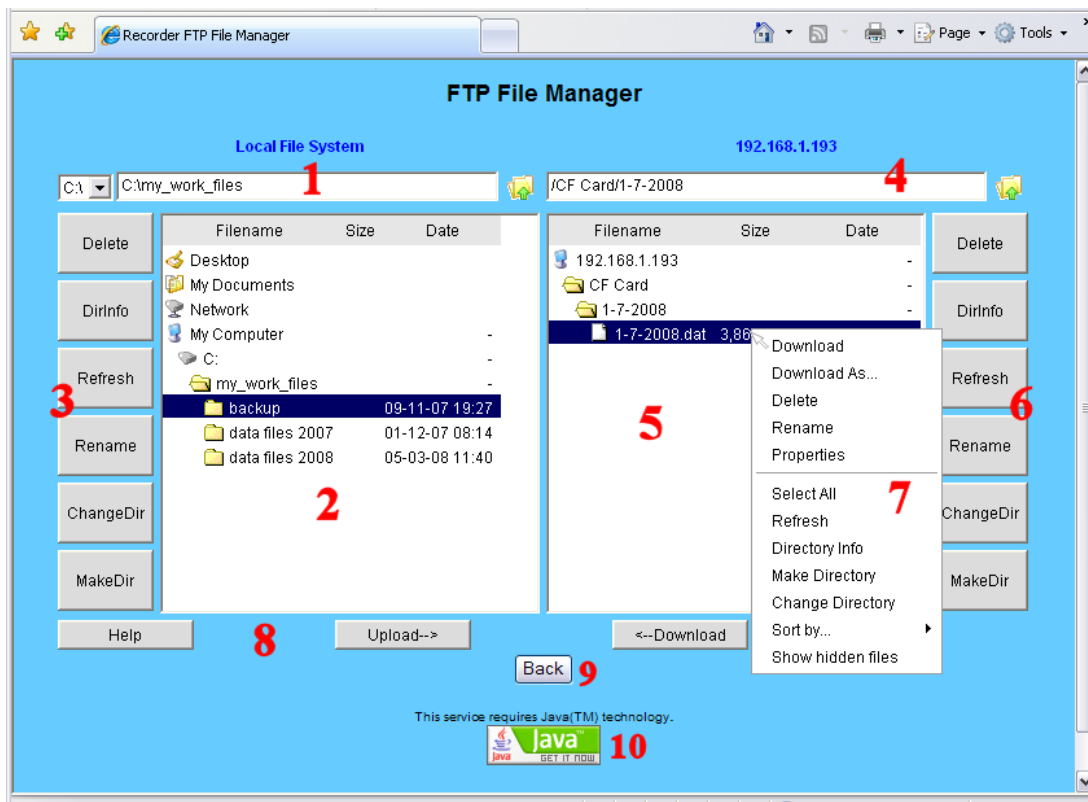 Recorder FTP File Manager
Page
Tools
FTP File Manager
Local File System
192.168.1.193
C:\
C:\my_work_files
1
/CF Card/1-7-2008
4
Delete
DirInfo
Refresh
3
Rename
ChangeDir
MakeDir
Filename Size Date
Desktop
My Documents
Network
My Computer -
C: -
my_work_files -
backup 09-11-07 19:27
data files 2007 01-12-07 08:14
data files 2008 05-03-08 11:40
2
Filename Size Date
192.168.1.193 -
CF Card -
1-7-2008 -
1-7-2008.dat 3,86
5
Download
Download As...
Delete
Rename
Properties
Select All
7
Refresh
Directory Info
Make Directory
Change Directory
Sort by...
Show hidden files
Delete
DirInfo
Refresh
6
Rename
ChangeDir
MakeDir
Help
8
Upload-->
<--Download
Back
9
This service requires Java(TM) technology.
Java
Java™
GET IT NOW
10